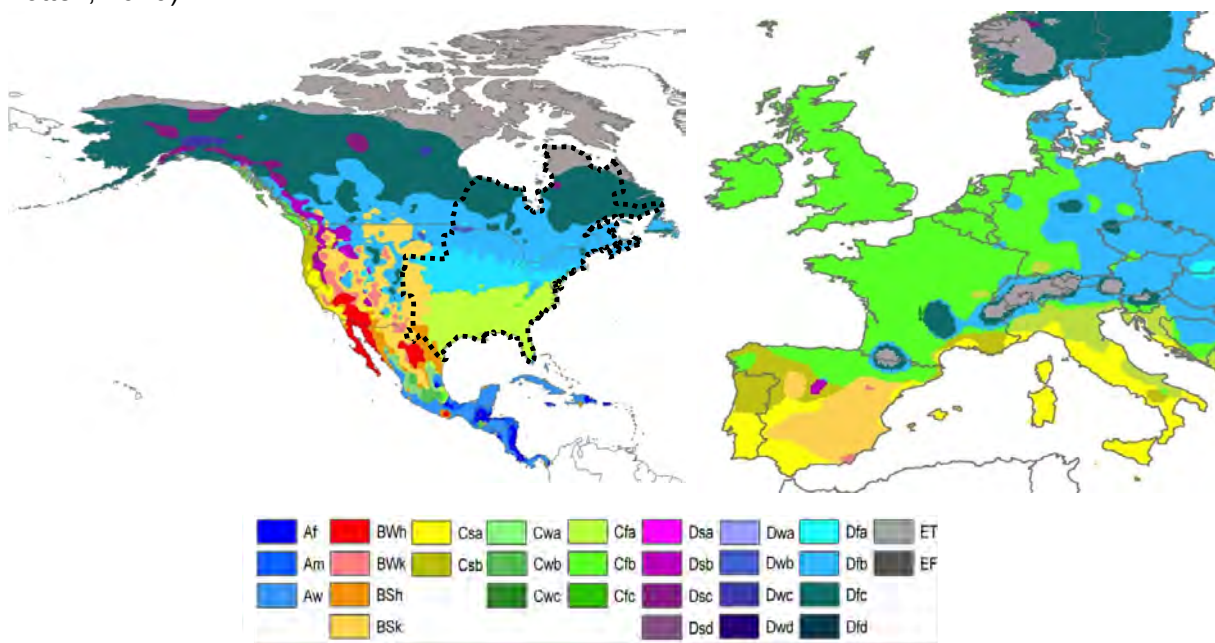 Af BWh Csa Cwa Cfa Dsa Dwa Dfa ET
Am BWk Csb Cwb Cfb Dsb Dwb Dfb EF
Aw BSh Cwc Cfc Dsc Dwc Dfc
BSk Dsd Dwd Dfd